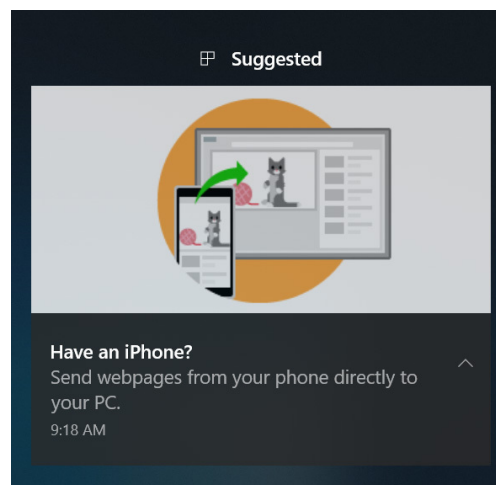 Suggested
Have an iPhone?
Send webpages from your phone directly to
your PC.
9:18 AM